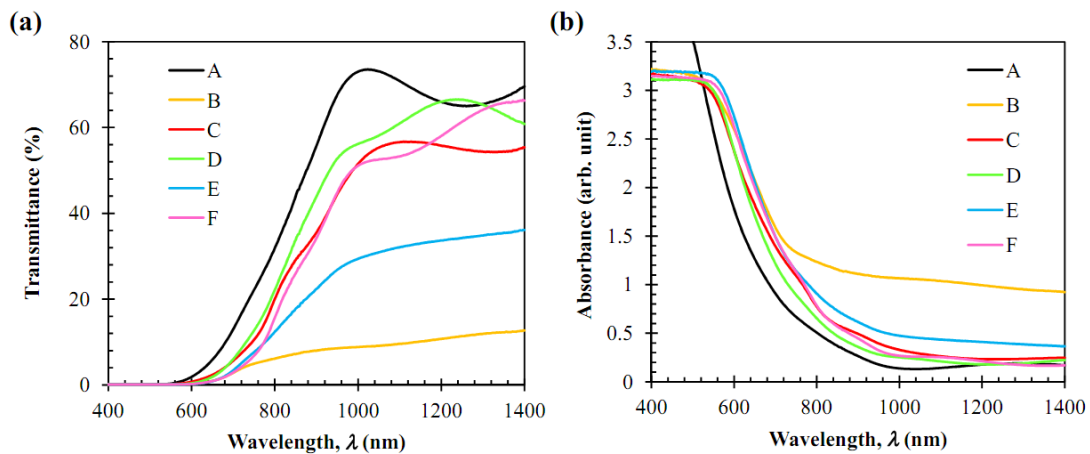 (a)
80
60
40
20
0
Transmittance (%)
A
B
C
D
E
F
400 600 800 1000 1200 1400
Wavelength, λ (nm)
(b)
3.5
3
2.5
2
1.5
1
0.5
0
Absorbance (arb. unit)
A
B
C
D
E
F
400 600 800 1000 1200 1400
Wavelength, λ (nm)